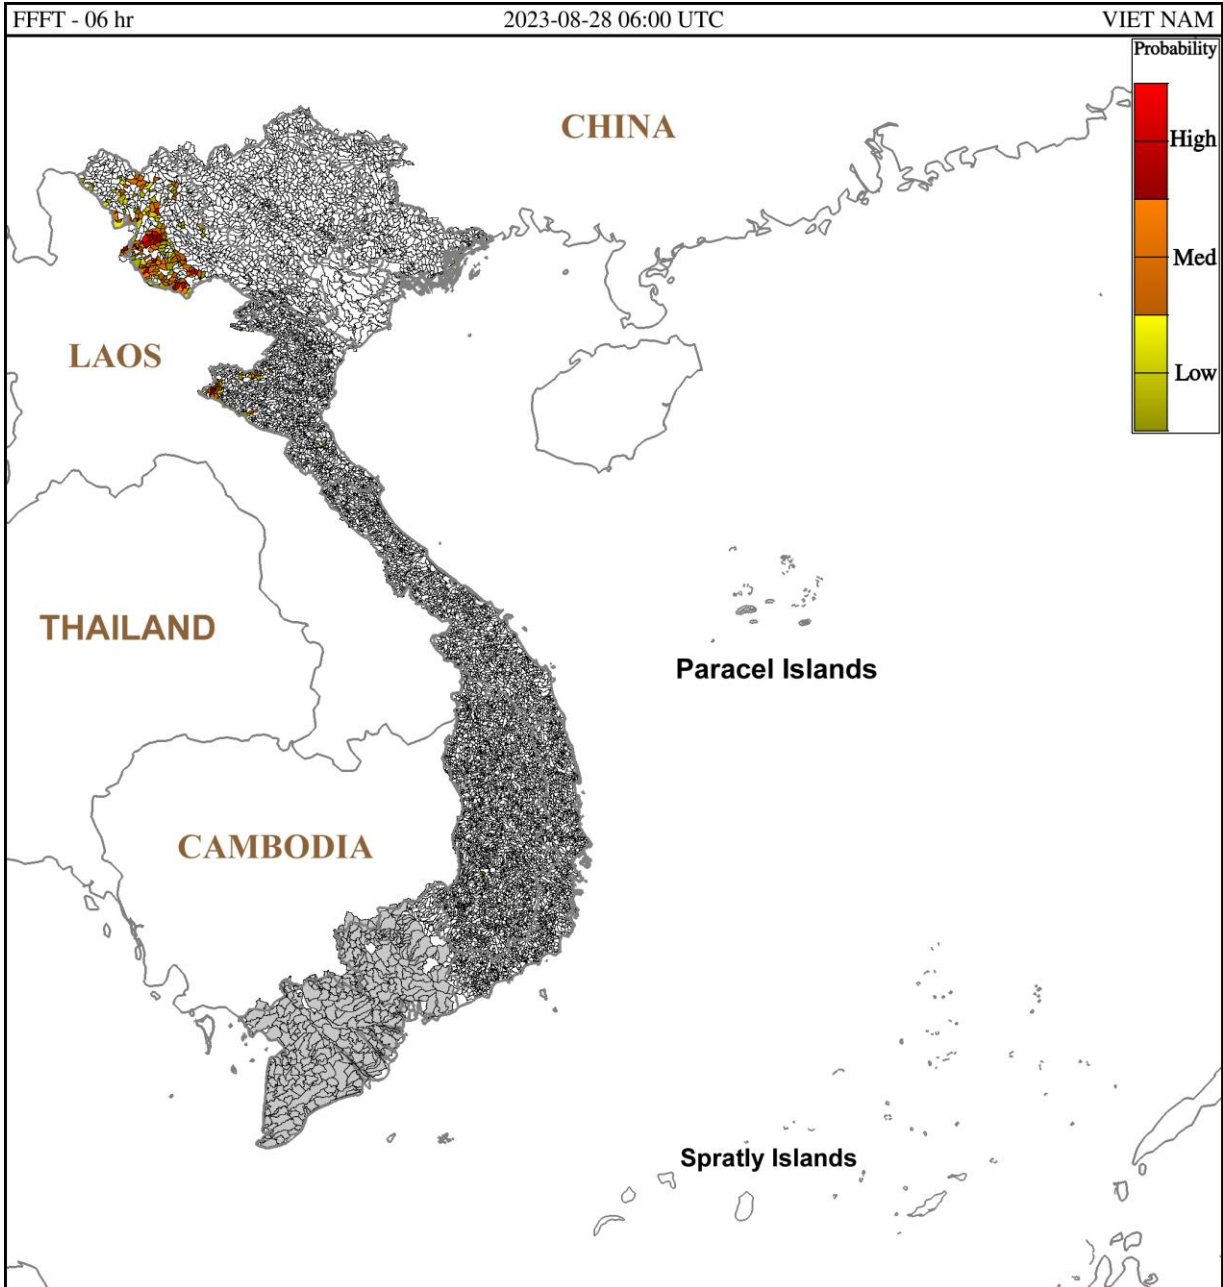 FFFT - 06 hr 2023-08-28 06:00 UTC VIET NAM
Probability
CHINA
High
Med
LAOS
Low
THAILAND
Paracel Islands
CAMBODIA
Spratly Islands